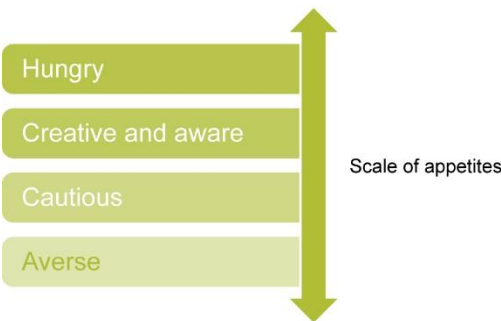 Hungry
Creative and aware
Scale of appetites
Cautious
Averse